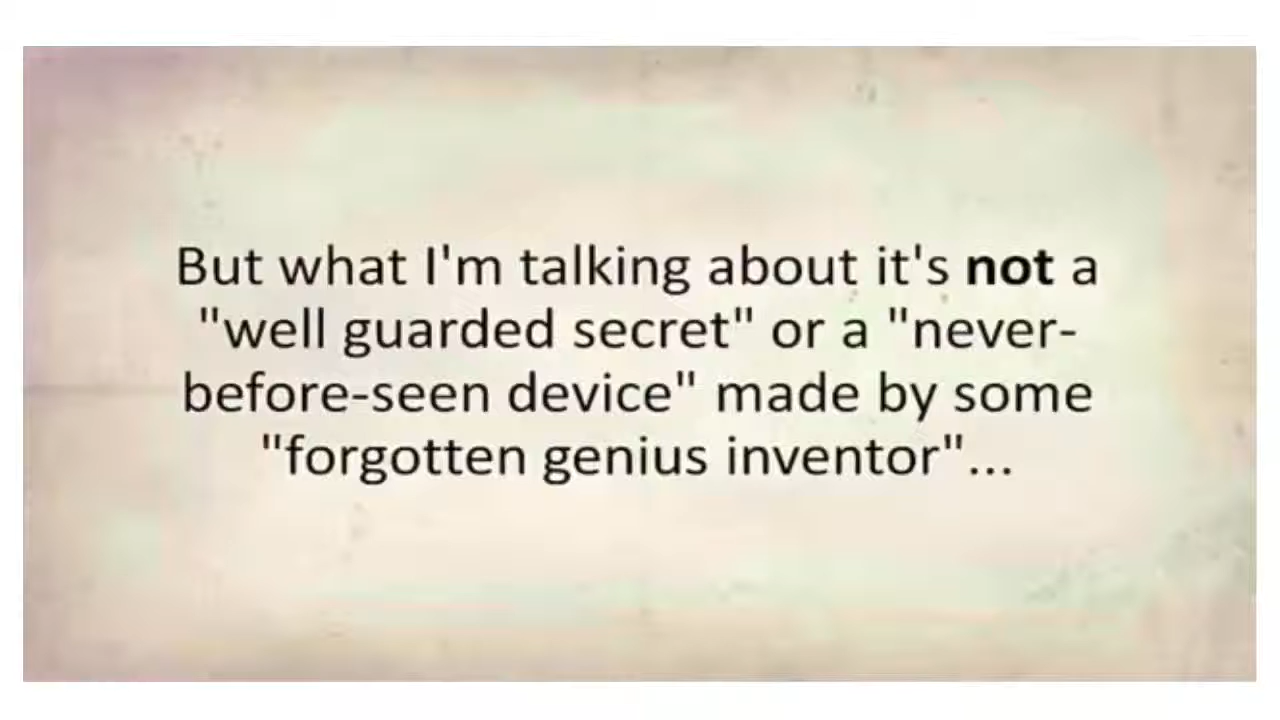 But what I'm talking about it's not a
"well guarded secret" or a "never-
before-seen device" made by some
"forgotten genius inventor"...